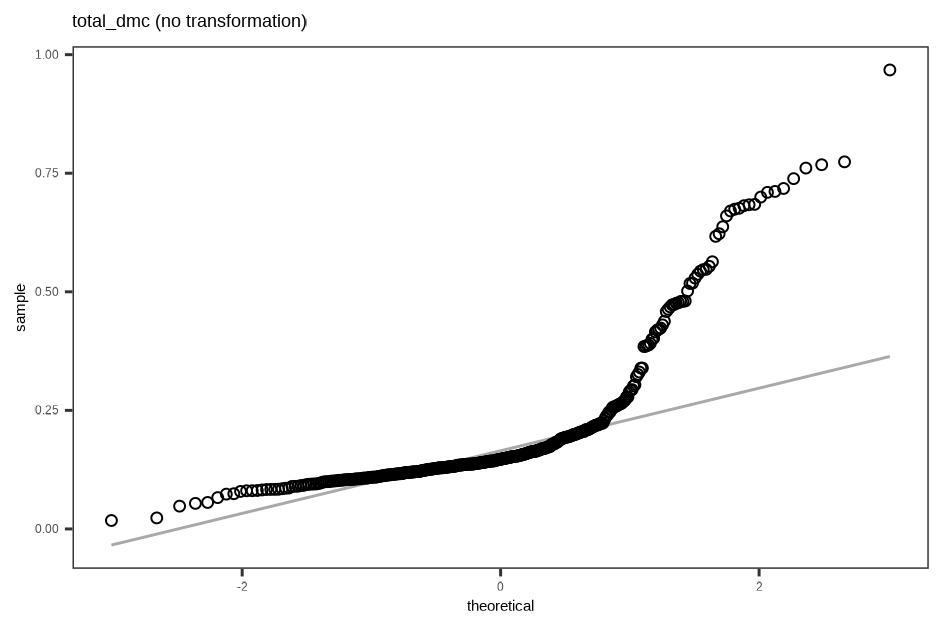 total_dmc (no transformation)
1.00
0.75
0.50
0.25
0.00
sample
-2
0
2
theoretical